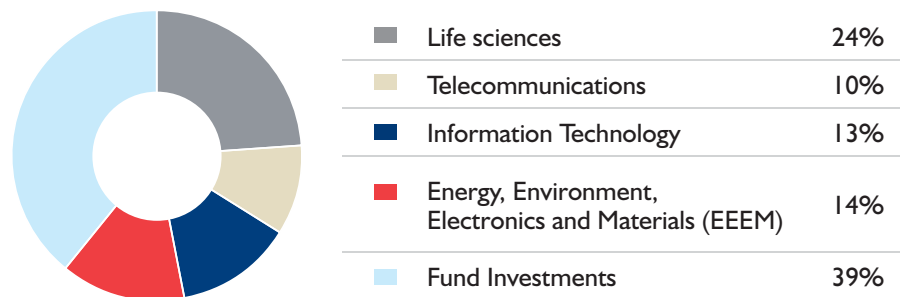 Life sciences 24%
Telecommunications 10%
Information Technology 13%
Energy, Environment,
Electronics and Materials (EEEM) 14%
Fund Investments 39%